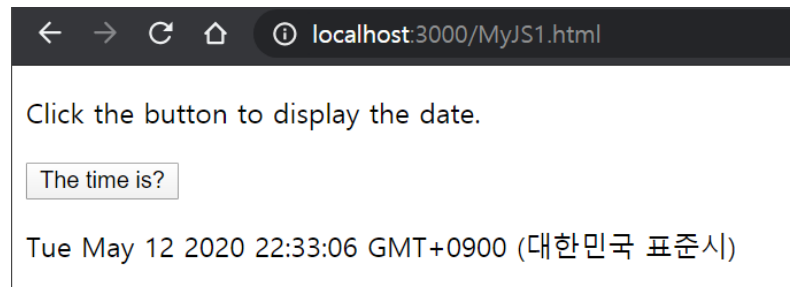 localhost:3000/MyJS1.html
Click the button to display the date.
The time is?
Tue May 12 2020 22:33:06 GMT+0900 (대한민국 표준시)